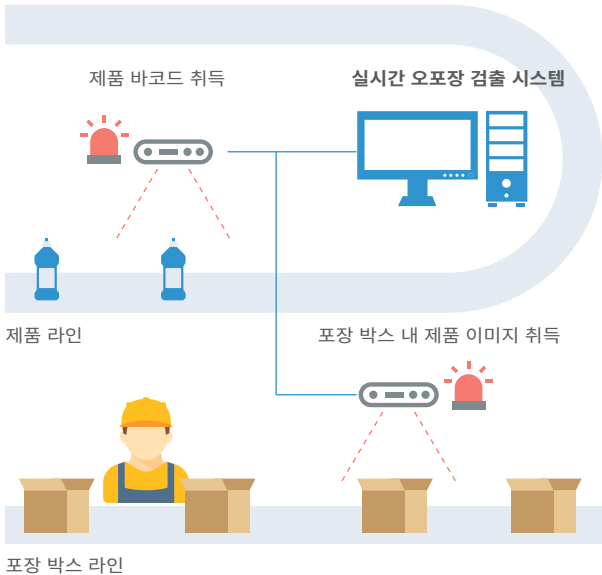 제품 바코드 취득
실시간 오포장 검출 시스템
제품 라인
포장 박스 내 제품 이미지 취득
포장 박스 라인